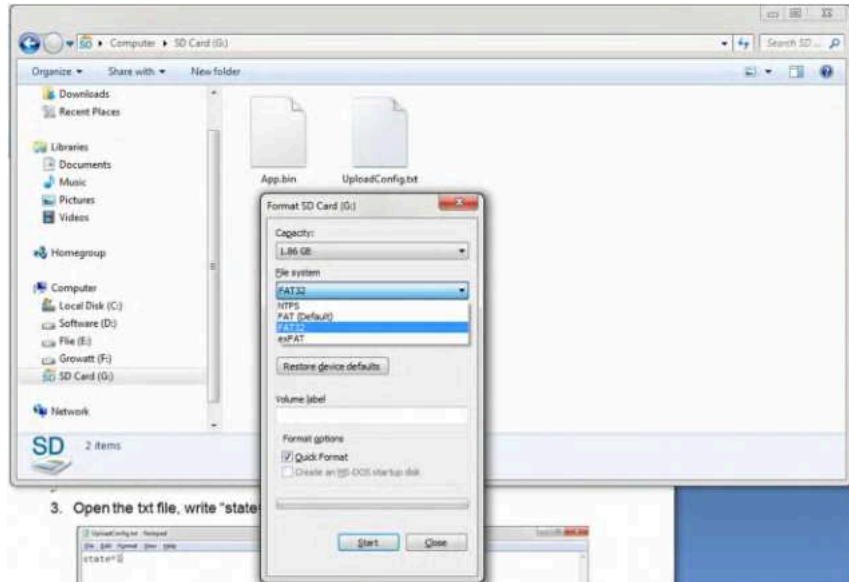 Computer ▸ SD Card (G:)
Search SD ...
Organize
Share with
New folder
Downloads
Recent Places
Libraries
Documents
Music
Pictures
Videos
Homegroup
Computer
Local Disk (C:)
Software (D:)
File (E:)
Growatt (F:)
SD Card (G:)
Network
App.bin
UploadConfig.txt
Format SD Card (G:)
Capacity:
1.86 GB
File system
FAT32
NTFS
FAT (Default)
FAT32
exFAT
Restore device defaults
Volume label
Format options
Quick Format
Create an MS-DOS startup disk
Start
Close
SD
2 items
3. Open the txt file, write "state
UploadConfig.txt - Notepad
File Edit Format View Help